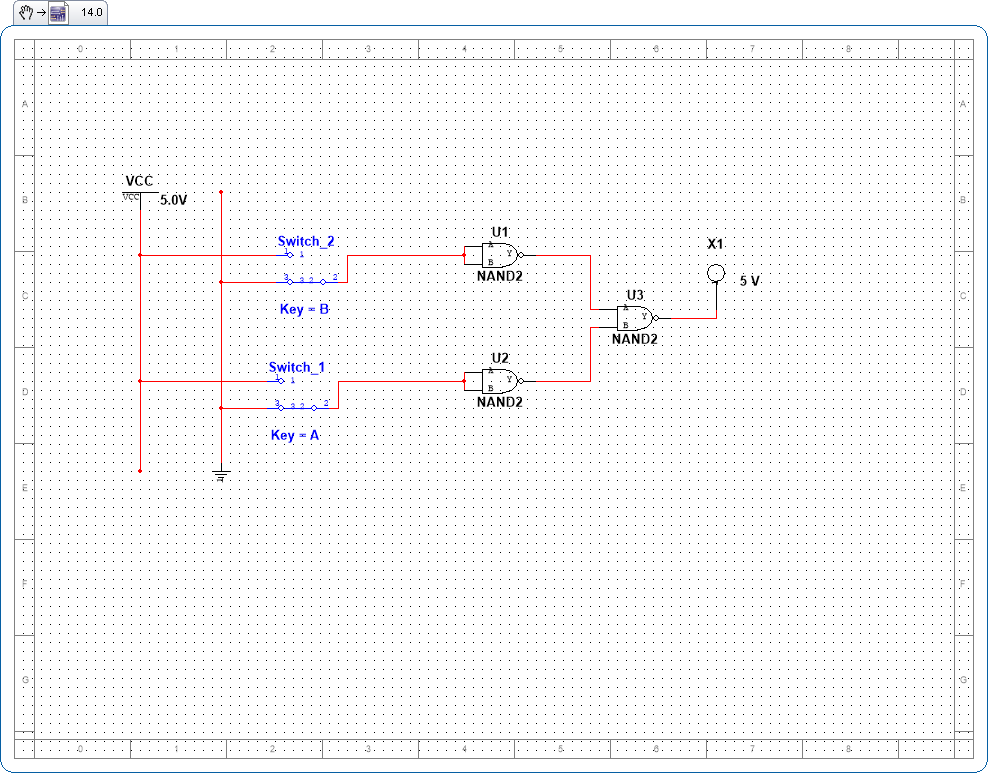 14.0
0 1 2 3 4 5 6 7 8
A A
VCC
VCC 5.0V
B B
Switch_2
1 1
3 3 2 2
Key = B
U1
A
B
Y
NAND2
X1
5 V
C C
U3
A
B
Y
NAND2
Switch_1
1 1
3 3 2 2
Key = A
U2
A
B
Y
NAND2
D D
E E
F F
G G
0 1 2 3 4 5 6 7 8